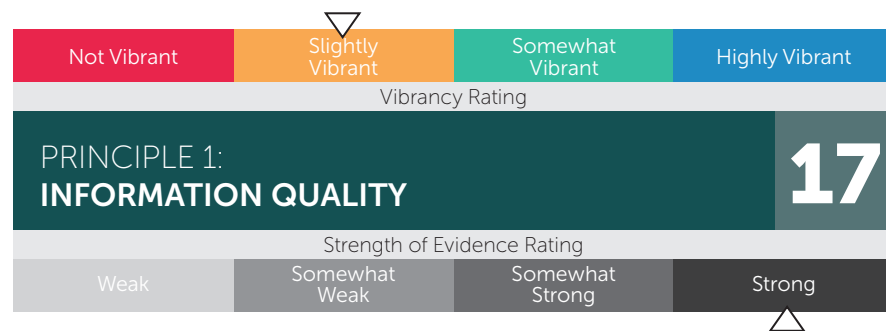 Not Vibrant
Slightly
Vibrant
Somewhat
Vibrant
Highly Vibrant
Vibrancy Rating
PRINCIPLE 1:
INFORMATION QUALITY
17
Strength of Evidence Rating
Weak
Somewhat
Weak
Somewhat
Strong
Strong